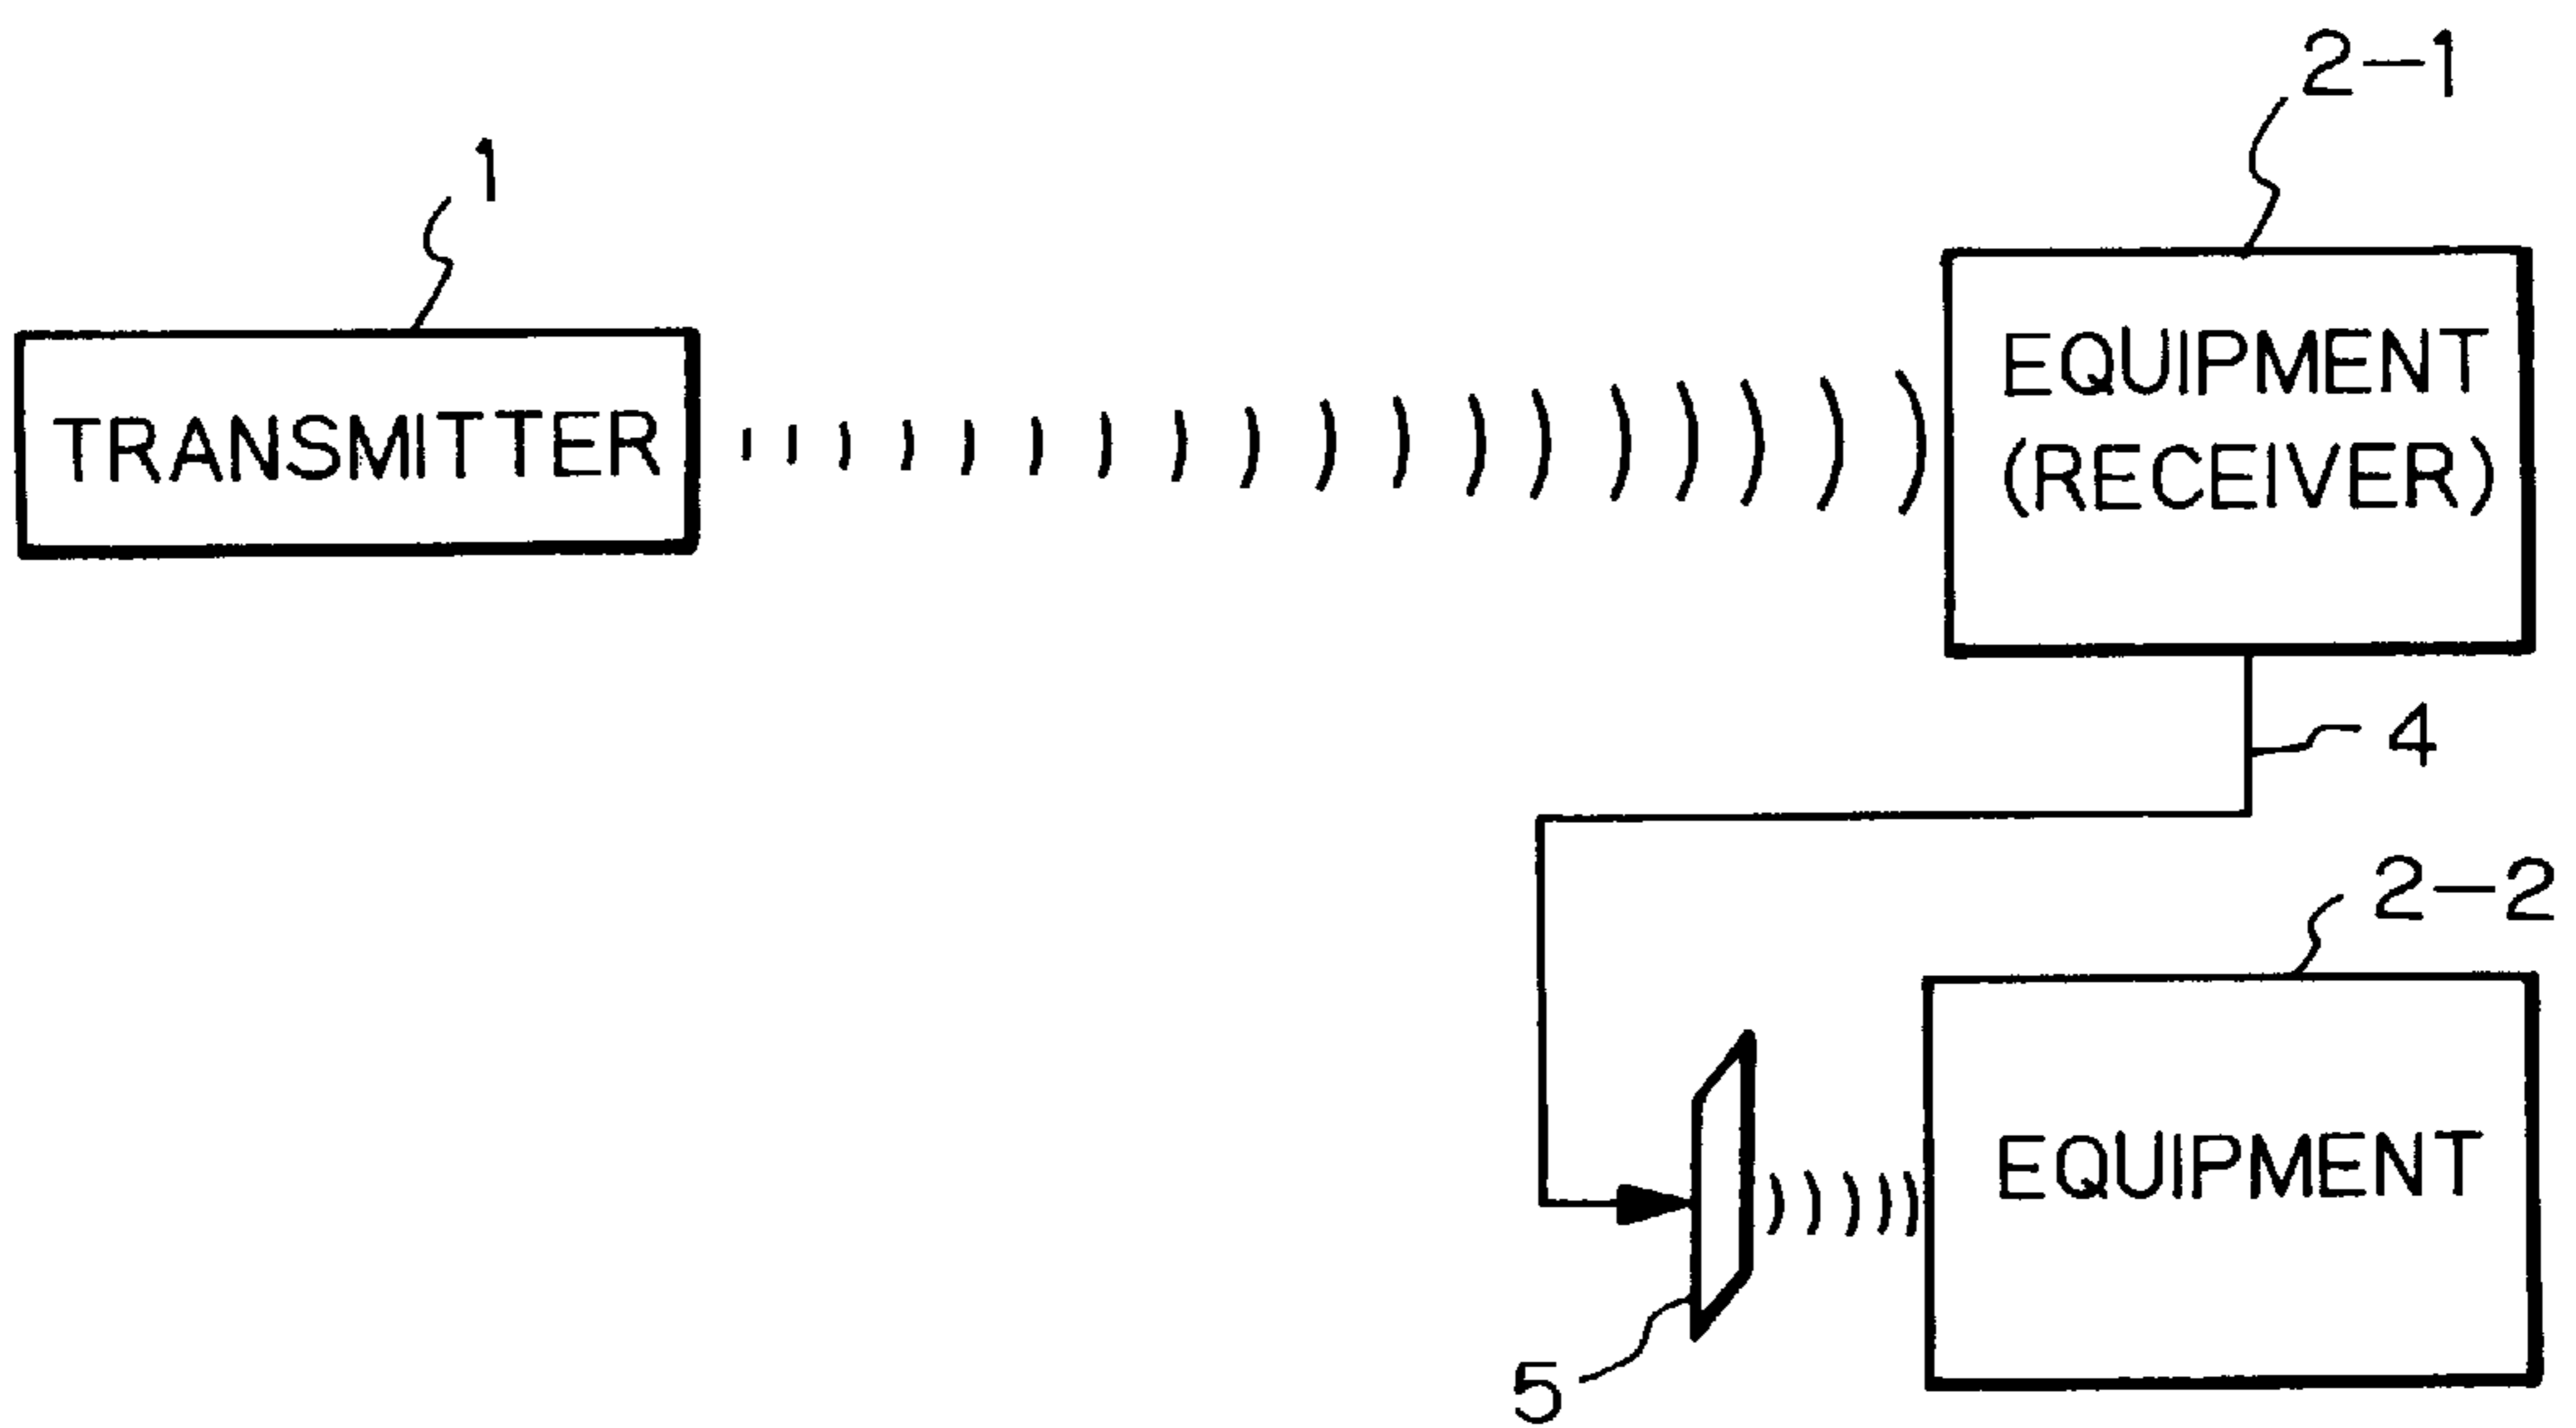 2-1
1
EQUIPMENT
(RECEIVER)
TRANSMITTER
4
2-2
EQUIPMENT
5